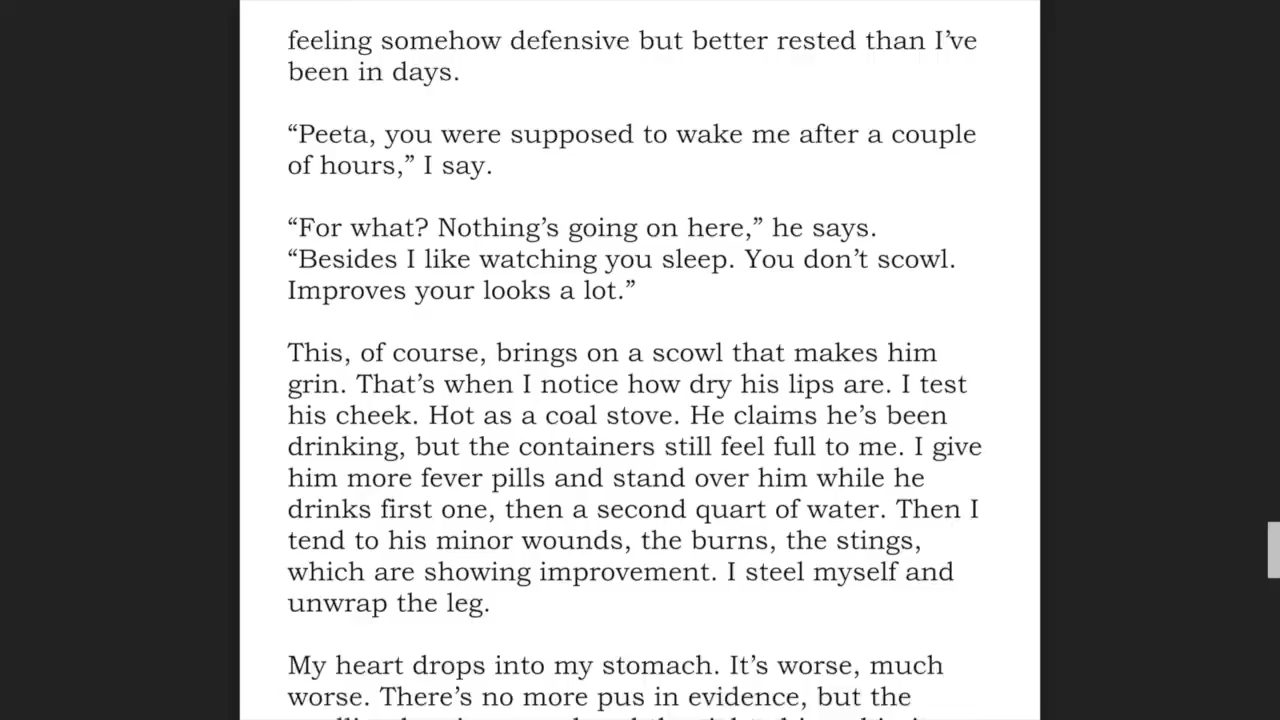 feeling somehow defensive but better rested than I’ve
been in days.
“Peeta, you were supposed to wake me after a couple
of hours,” I say.
“For what? Nothing’s going on here,” he says.
“Besides I like watching you sleep. You don’t scowl.
Improves your looks a lot.”
This, of course, brings on a scowl that makes him
grin. That’s when I notice how dry his lips are. I test
his cheek. Hot as a coal stove. He claims he’s been
drinking, but the containers still feel full to me. I give
him more fever pills and stand over him while he
drinks first one, then a second quart of water. Then I
tend to his minor wounds, the burns, the stings,
which are showing improvement. I steel myself and
unwrap the leg.
My heart drops into my stomach. It’s worse, much
worse. There’s no more pus in evidence, but the